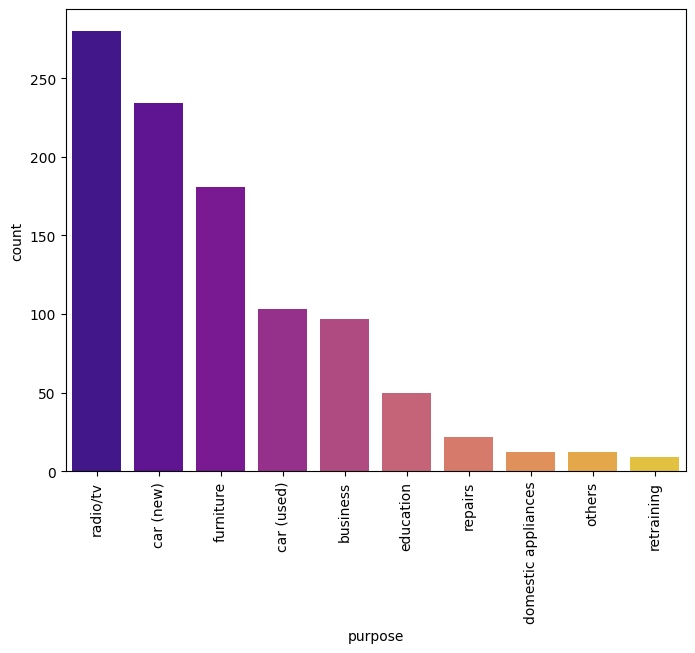 250
200
150
100
50
0
count
radio/tv
car (new)
furniture
car (used)
business
education
repairs
domestic appliances
others
retraining
purpose